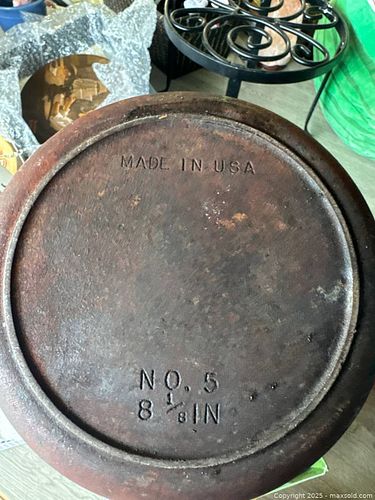 MADE IN USA
NO. 5
8 1/8 IN
Copyright 2025 - maxsold.com